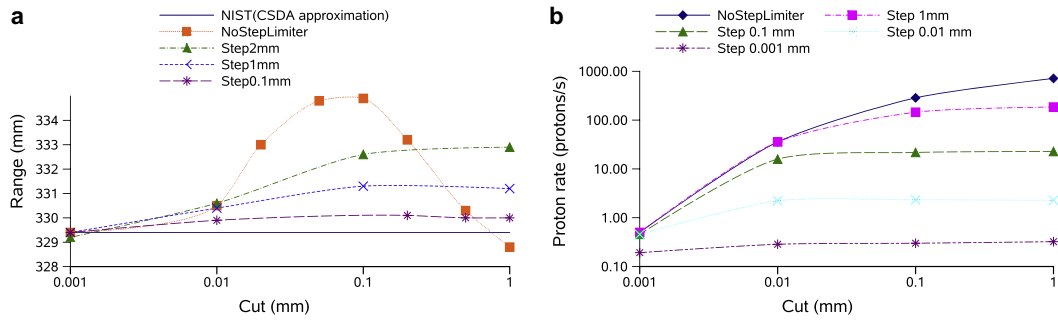 a
NIST(CSDA approximation)
NoStepLimiter
Step2mm
Step1mm
Step0.1mm
Range (mm)
334
333
332
331
330
329
328
0.001
0.01
0.1
1
Cut (mm)
b
NoStepLimiter
Step 1mm
Step 0.1 mm
Step 0.01 mm
Step 0.001 mm
Proton rate (protons/s)
1000.00
100.00
10.00
1.00
0.10
0.001
0.01
0.1
1
Cut (mm)